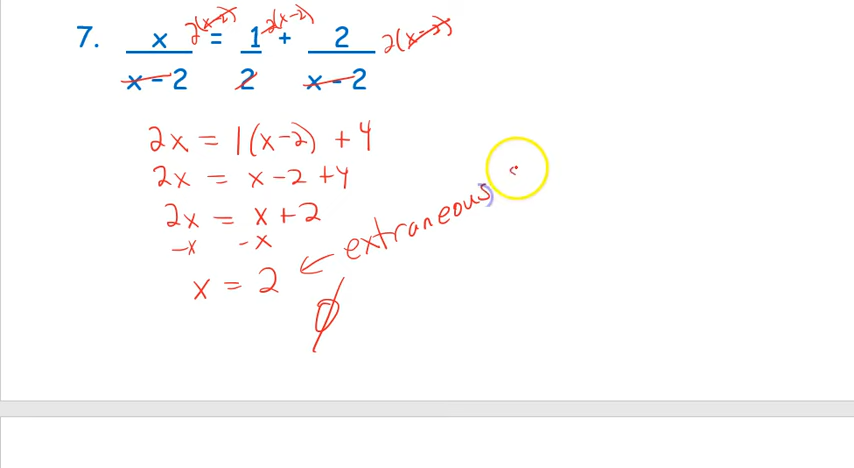 7. x/(x - 2) 2(x-2) = 1/2 2(x-2) + 2/(x - 2) 2(x-2)
2x = 1(x-2) + 4
2x = x - 2 + 4
2x = x + 2
-x -x
x = 2 ← extraneous
∅